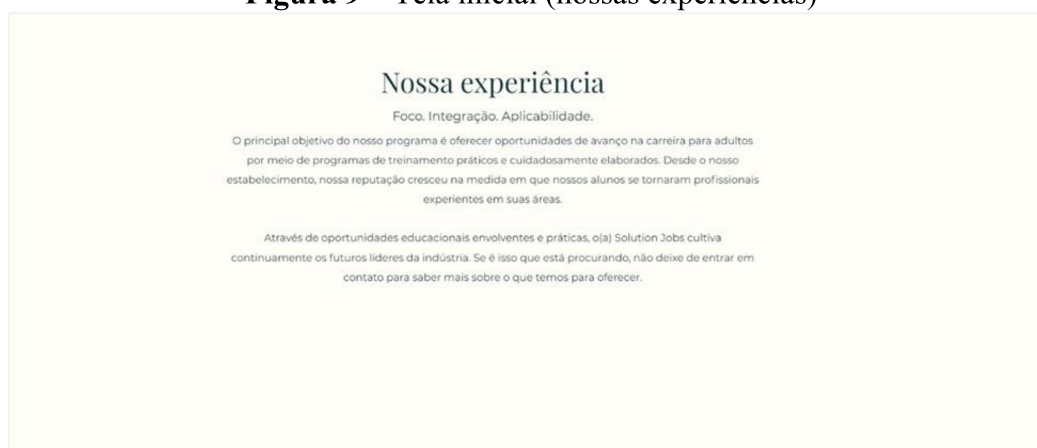 Figura 9 – Tela inicial (nossas experiências)
Nossa experiência
Foco. Integração. Aplicabilidade.
O principal objetivo do nosso programa é oferecer oportunidades de avanço na carreira para adultos
por meio de programas de treinamento práticos e cuidadosamente elaborados. Desde o nosso
estabelecimento, nossa reputação cresceu na medida em que nossos alunos se tornaram profissionais
experientes em suas áreas.
Através de oportunidades educacionais envolventes e práticas, o(a) Solution Jobs cultiva
continuamente os futuros líderes da indústria. Se é isso que está procurando, não deixe de entrar em
contato para saber mais sobre o que temos para oferecer.